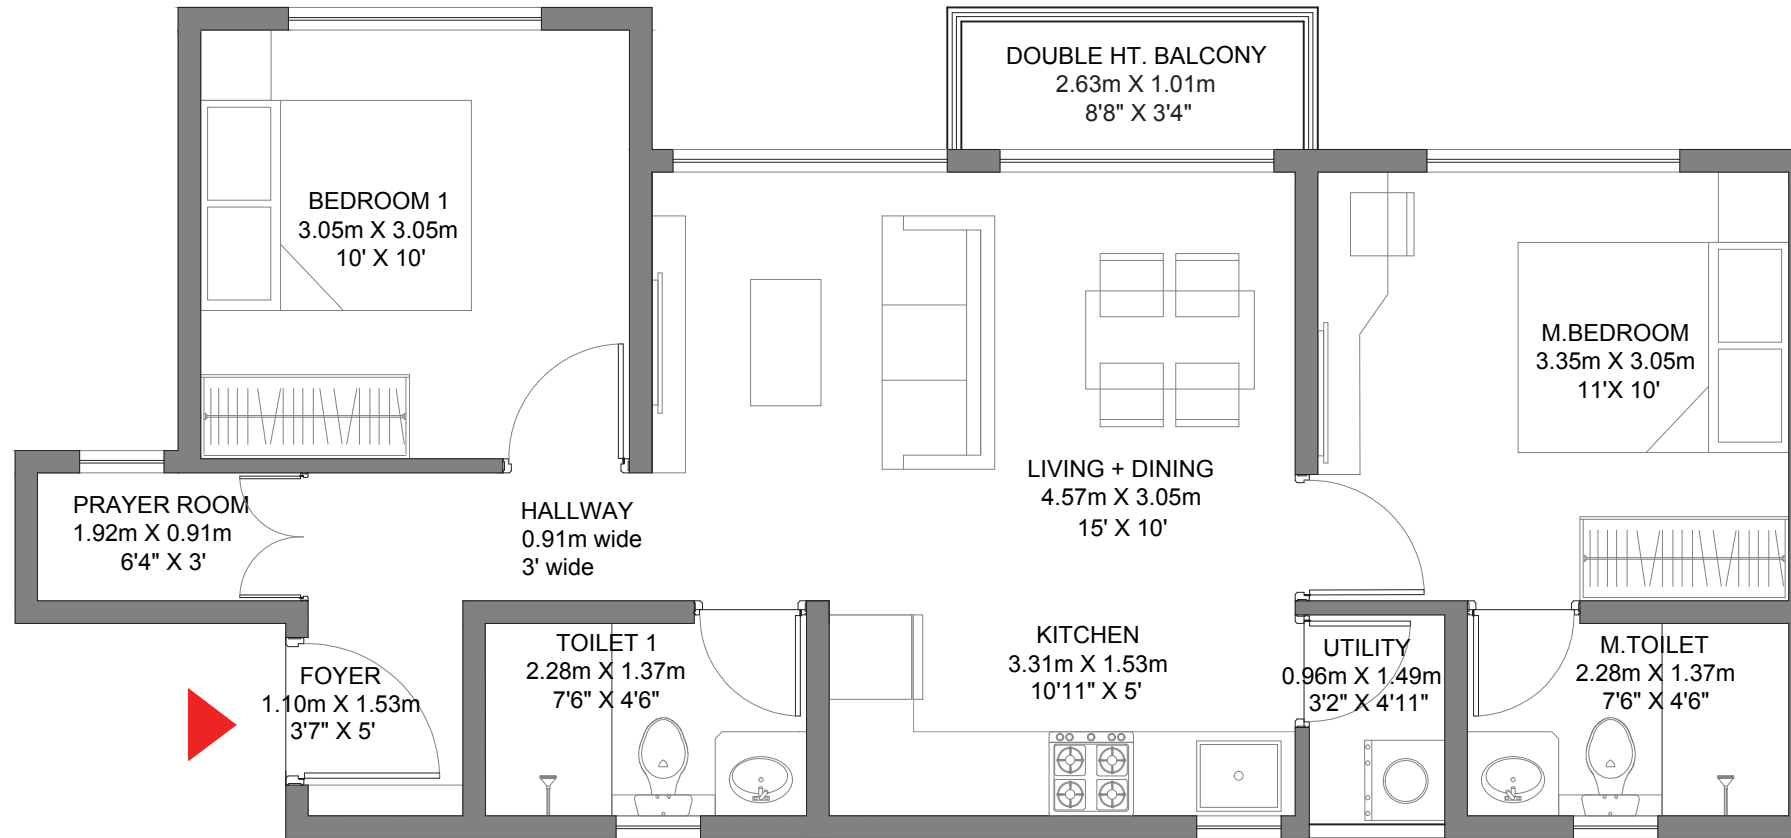 DOUBLE HT. BALCONY
2.63m X 1.01m
8'8" X 3'4"
BEDROOM 1
3.05m X 3.05m
10' X 10'
M.BEDROOM
3.35m X 3.05m
11'X 10'
LIVING + DINING
4.57m X 3.05m
15' X 10'
PRAYER ROOM
1.92m X 0.91m
6'4" X 3'
HALLWAY
0.91m wide
3' wide
FOYER
1.10m X 1.53m
3'7" X 5'
TOILET 1
2.28m X 1.37m
7'6" X 4'6"
KITCHEN
3.31m X 1.53m
10'11" X 5'
UTILITY
0.96m X 1.49m
3'2" X 4'11"
M.TOILET
2.28m X 1.37m
7'6" X 4'6"